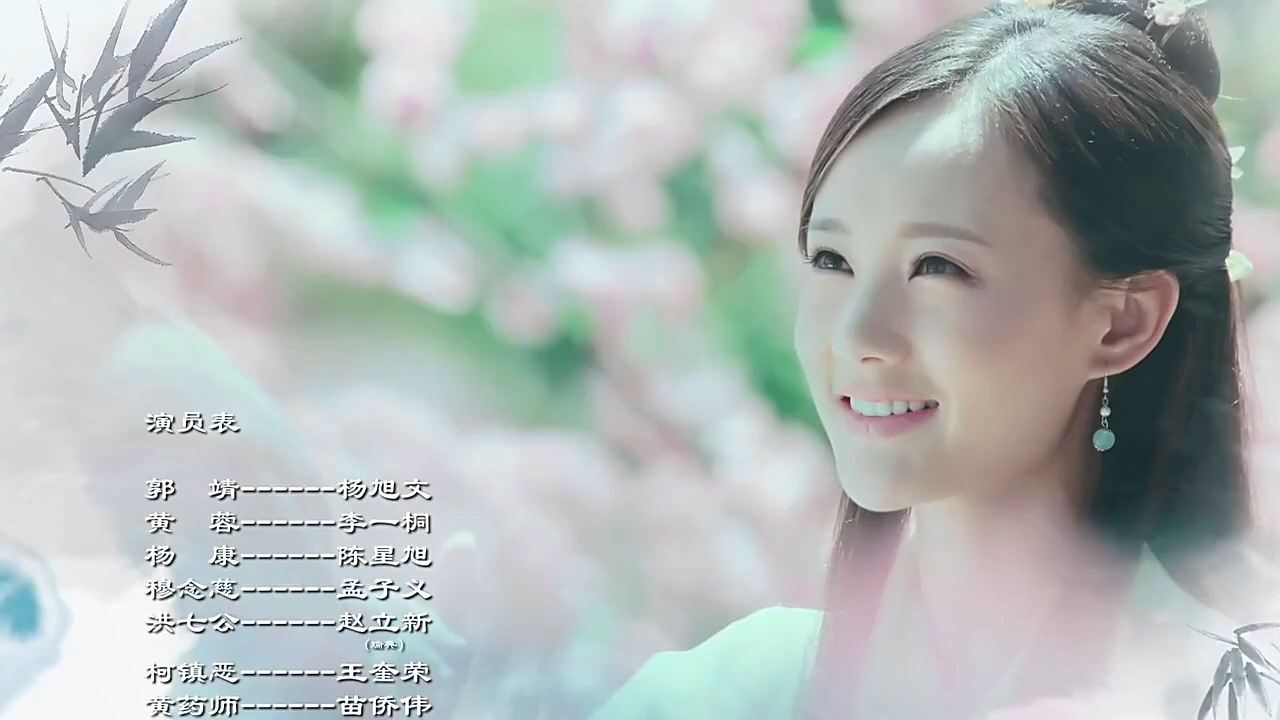 演员表
郭　靖------杨旭文
黄　蓉------李一桐
杨　康------陈星旭
穆念慈------孟子义
洪七公------赵立新
(瑞典)
柯镇恶------王奎荣
黄药师------苗侨伟